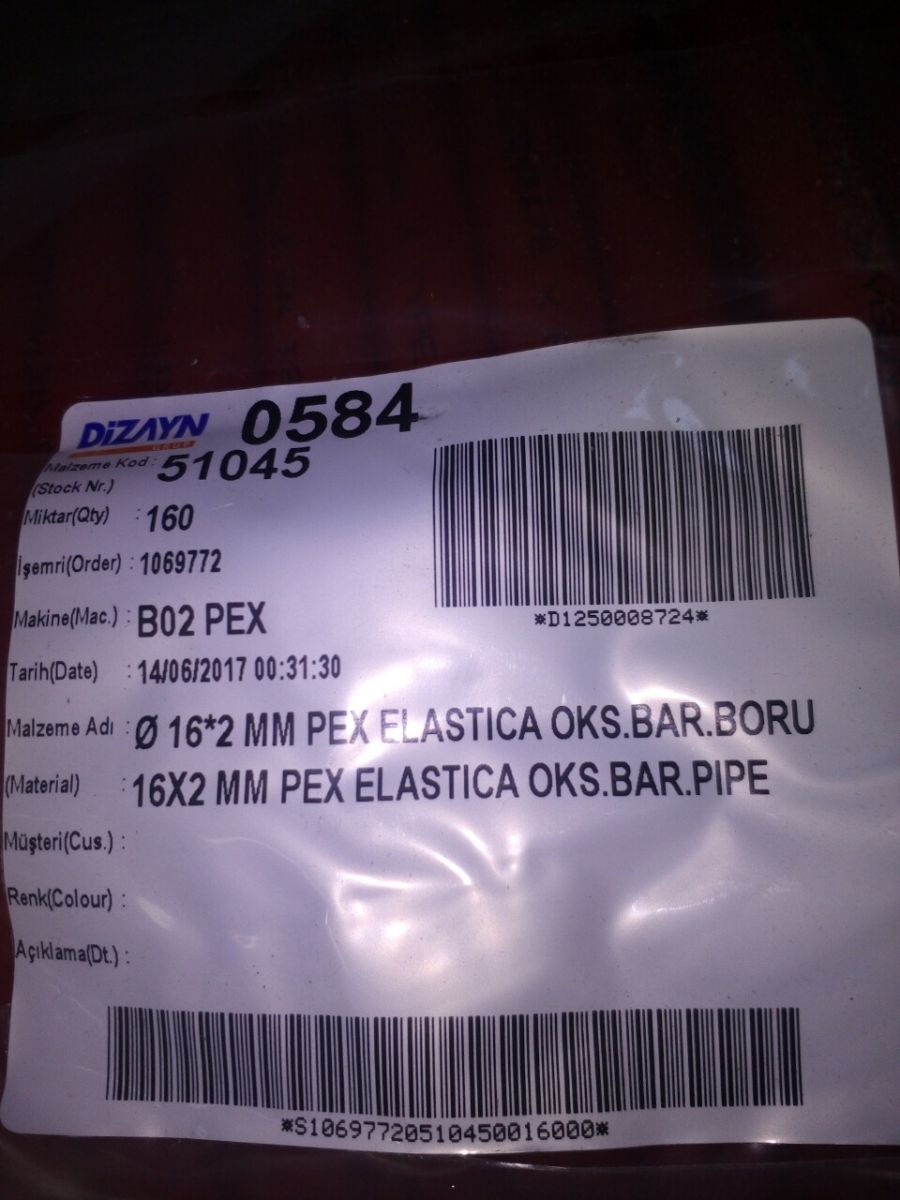 DİZAYN 0584
GRUP
Malzeme Kod : 51045
(Stock Nr.)
Miktar(Qty) : 160
İşemri(Order) : 1069772
Makine(Mac.) : B02 PEX
*D1250008724*
Tarih(Date) : 14/06/2017 00:31:30
Malzeme Adı : Ø 16*2 MM PEX ELASTICA OKS.BAR.BORU
(Material) : 16X2 MM PEX ELASTICA OKS.BAR.PIPE
Müşteri(Cus.) :
Renk(Colour) :
Açıklama(Dt.) :
*S10697720510450016000*